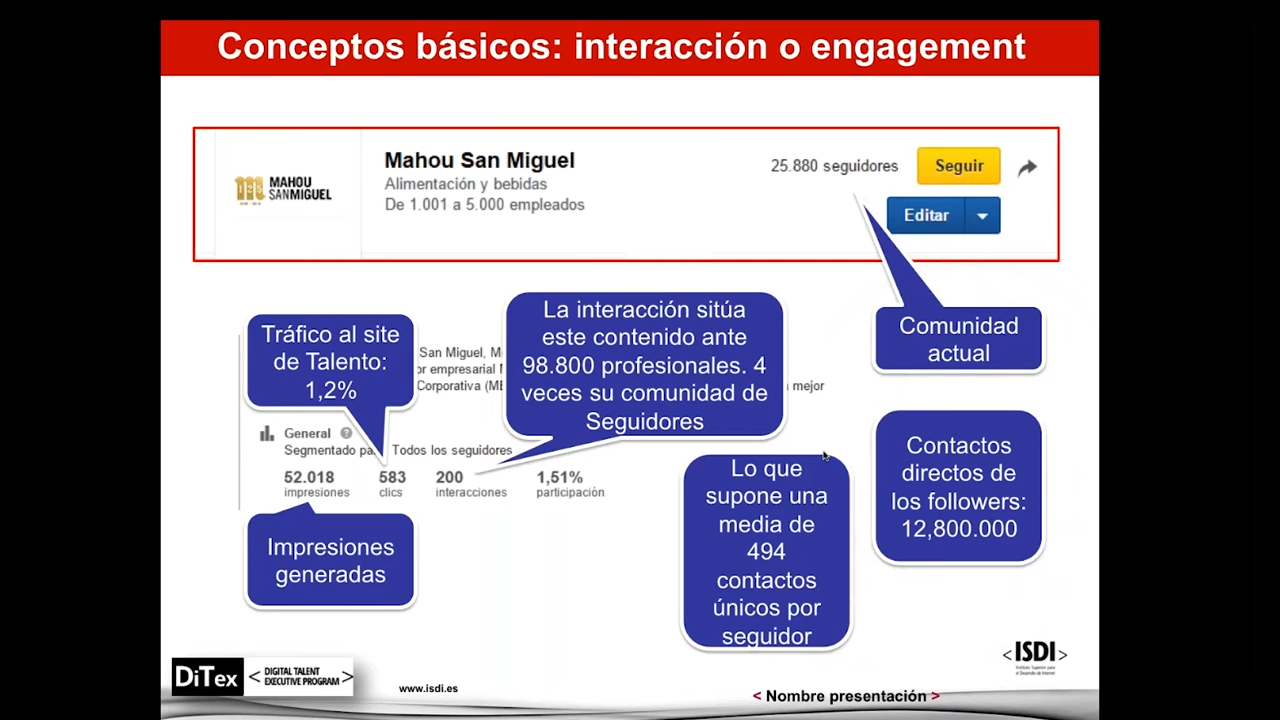 Conceptos básicos: interacción o engagement
Mahou San Miguel
Alimentación y bebidas
De 1.001 a 5.000 empleados
25.880 seguidores
Seguir
Editar
125
MAHOU
SANMIGUEL
Comunidad
actual
Tráfico al site
de Talento:
1,2%
La interacción sitúa
este contenido ante
98.800 profesionales. 4
veces su comunidad de
Seguidores
San Miguel, M
or empresarial
Corporativa (ME
mejor
General
Segmentado pa Todos los seguidores
52.018 583 200 1,51%
impresiones clics interacciones participación
Impresiones
generadas
Lo que
supone una
media de
494
contactos
únicos por
seguidor
Contactos
directos de
los followers:
12,800.000
DiTex
< DIGITAL TALENT
EXECUTIVE PROGRAM >
www.isdi.es
<ISDI>
Instituto Superior para
el Desarrollo de Internet
< Nombre presentación >